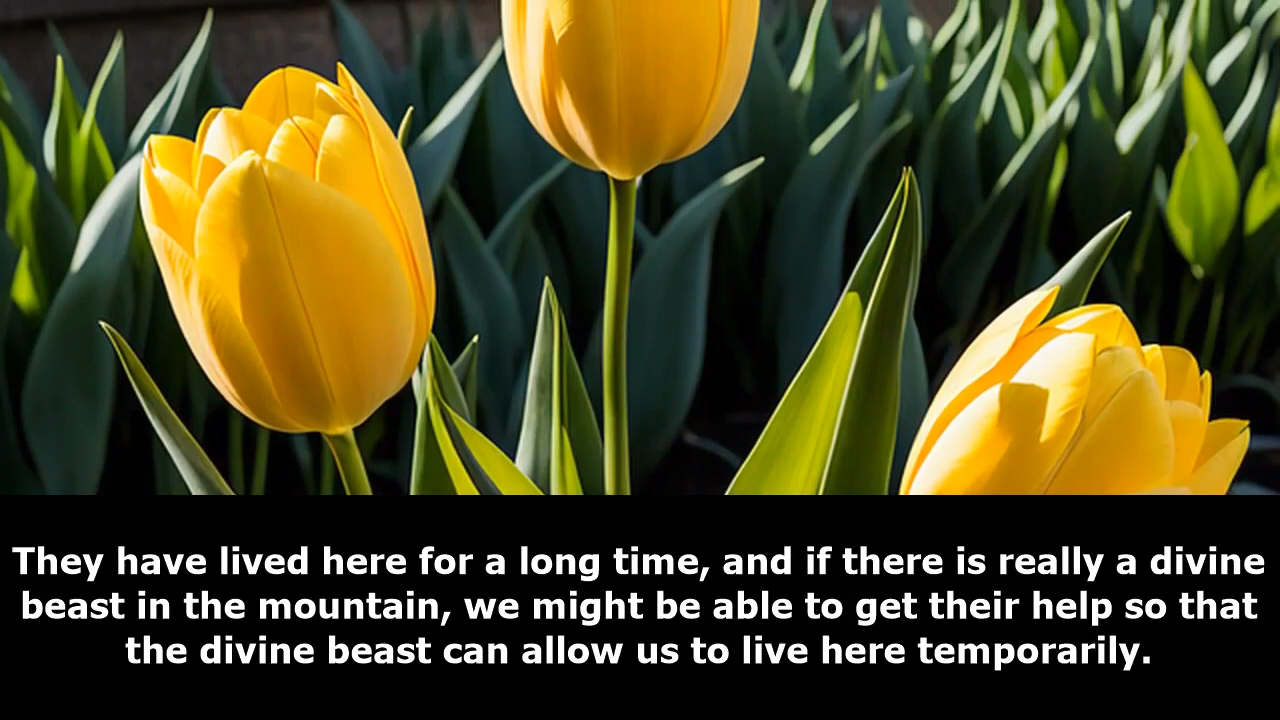 They have lived here for a long time, and if there is really a divine
beast in the mountain, we might be able to get their help so that
the divine beast can allow us to live here temporarily.